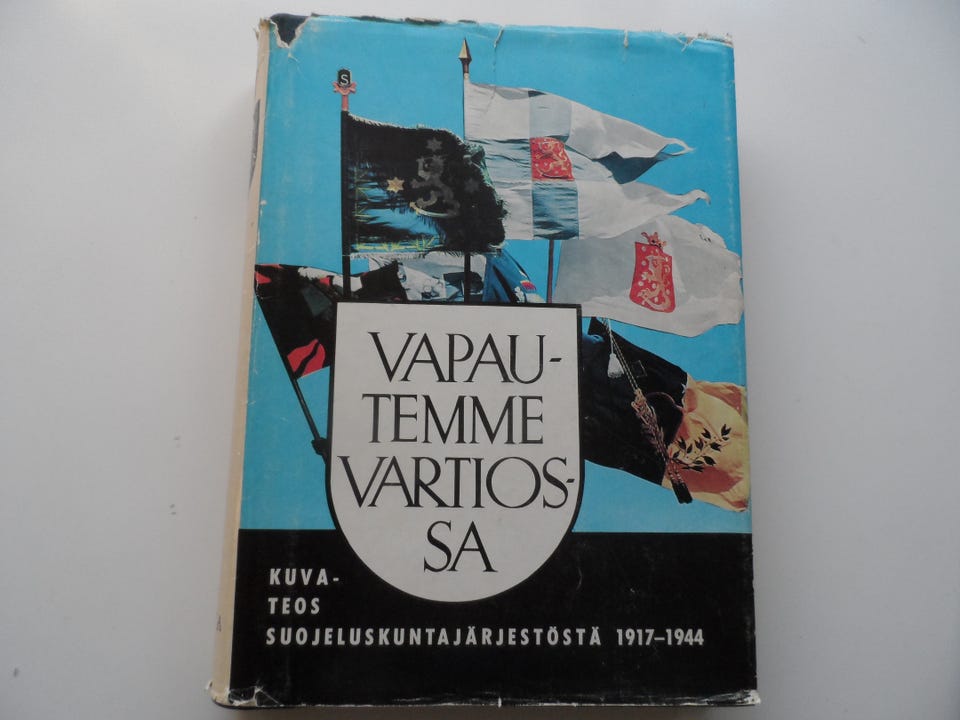 S
VAPAU-
TEMME
VARTIOS-
SA
KUVA-
TEOS
SUOJELUSKUNTAJÄRJESTÖSTÄ 1917–1944